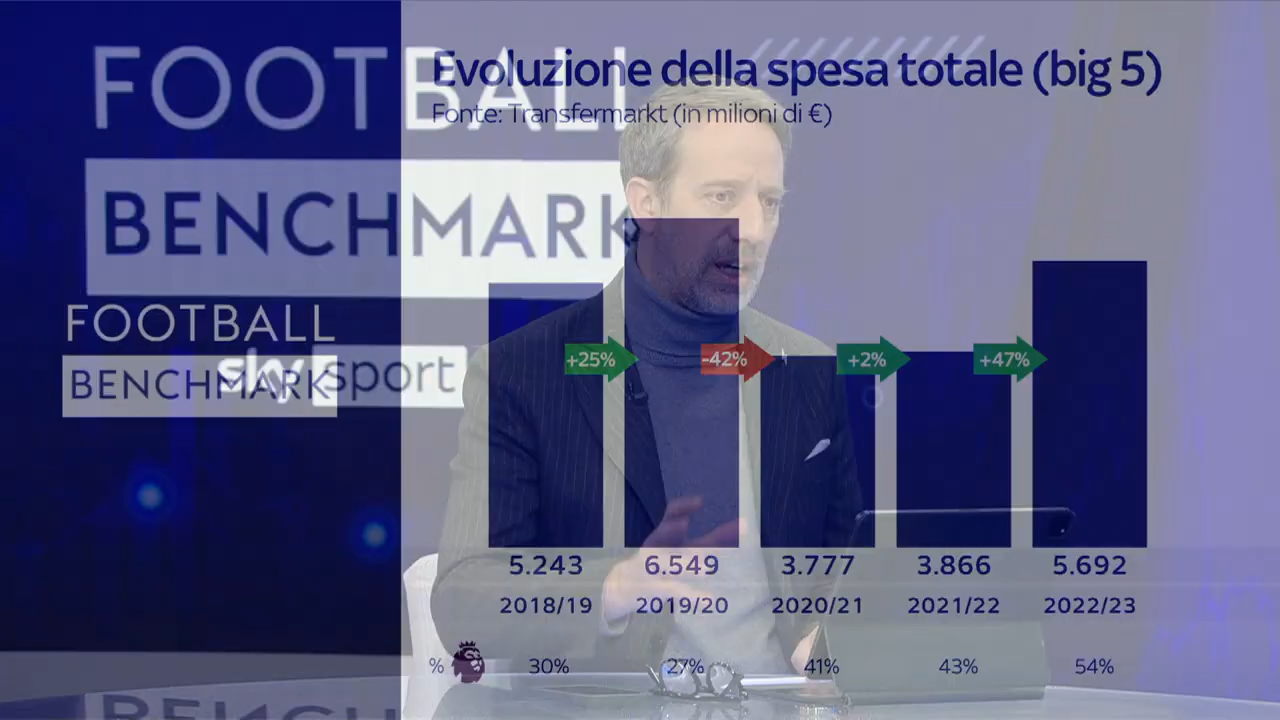 FOOTBALL
BENCHMARK
FOOTBALL
BENCHMARK
sky sport
Evoluzione della spesa totale (big 5)
Fonte: Transfermarkt (in milioni di €)
+25%
-42%
+2%
+47%
5.243
6.549
3.777
3.866
5.692
2018/19
2019/20
2020/21
2021/22
2022/23
%
30%
27%
41%
43%
54%
BENCHMARK